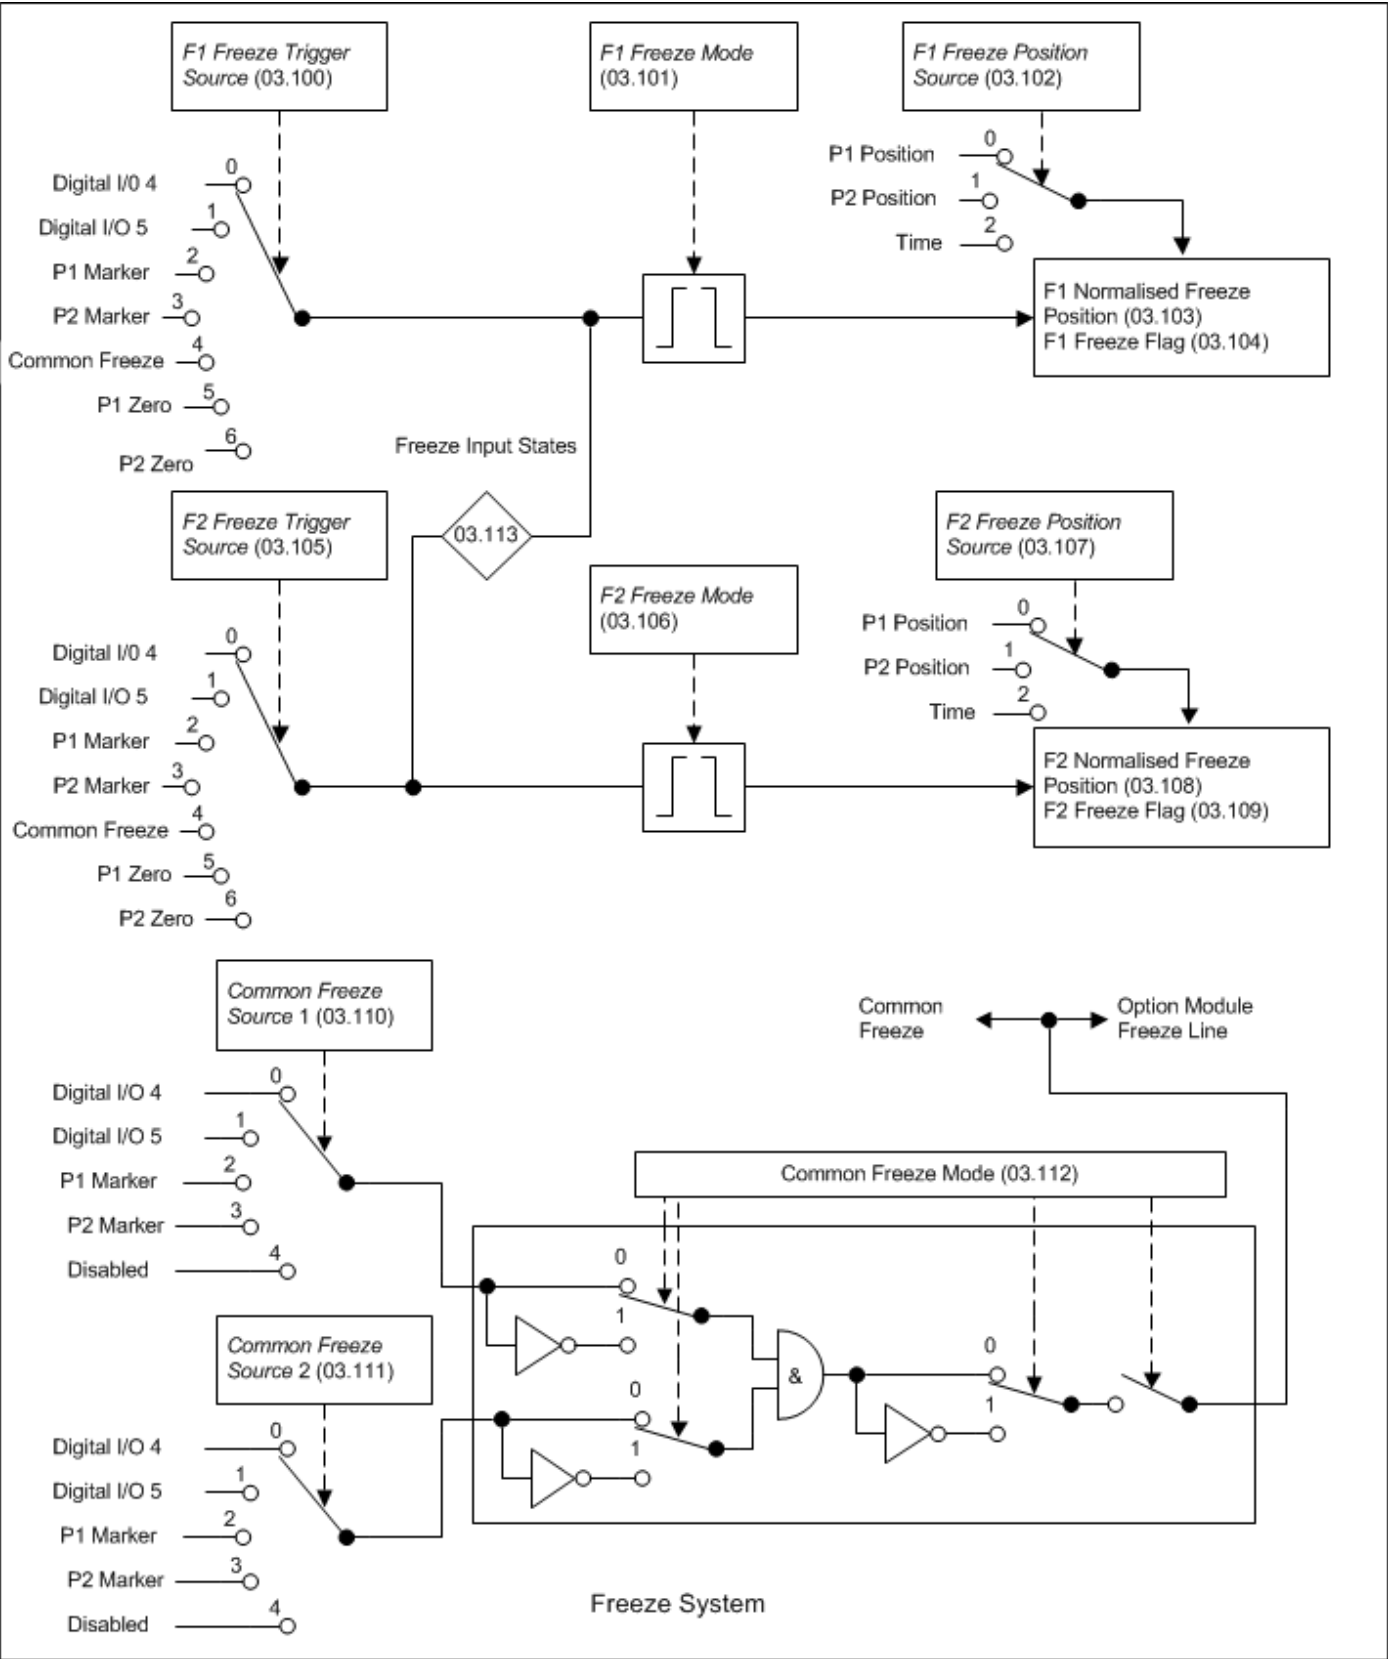 F1 Freeze Trigger
Source (03.100)
F1 Freeze Mode
(03.101)
F1 Freeze Position
Source (03.102)
0
P1 Position
1
P2 Position
2
Time
0
Digital I/0 4
1
Digital I/O 5
2
P1 Marker
3
P2 Marker
4
Common Freeze
5
P1 Zero
6
P2 Zero
F1 Normalised Freeze
Position (03.103)
F1 Freeze Flag (03.104)
Freeze Input States
03.113
F2 Freeze Trigger
Source (03.105)
F2 Freeze Mode
(03.106)
F2 Freeze Position
Source (03.107)
0
P1 Position
1
P2 Position
2
Time
0
Digital I/0 4
1
Digital I/O 5
2
P1 Marker
3
P2 Marker
4
Common Freeze
5
P1 Zero
6
P2 Zero
F2 Normalised Freeze
Position (03.108)
F2 Freeze Flag (03.109)
Common Freeze
Source 1 (03.110)
Common
Freeze
Option Module
Freeze Line
0
Digital I/O 4
1
Digital I/O 5
2
P1 Marker
3
P2 Marker
4
Disabled
Common Freeze Mode (03.112)
0
1
0
1
&
0
1
Common Freeze
Source 2 (03.111)
0
Digital I/O 4
1
Digital I/O 5
2
P1 Marker
3
P2 Marker
4
Disabled
Freeze System